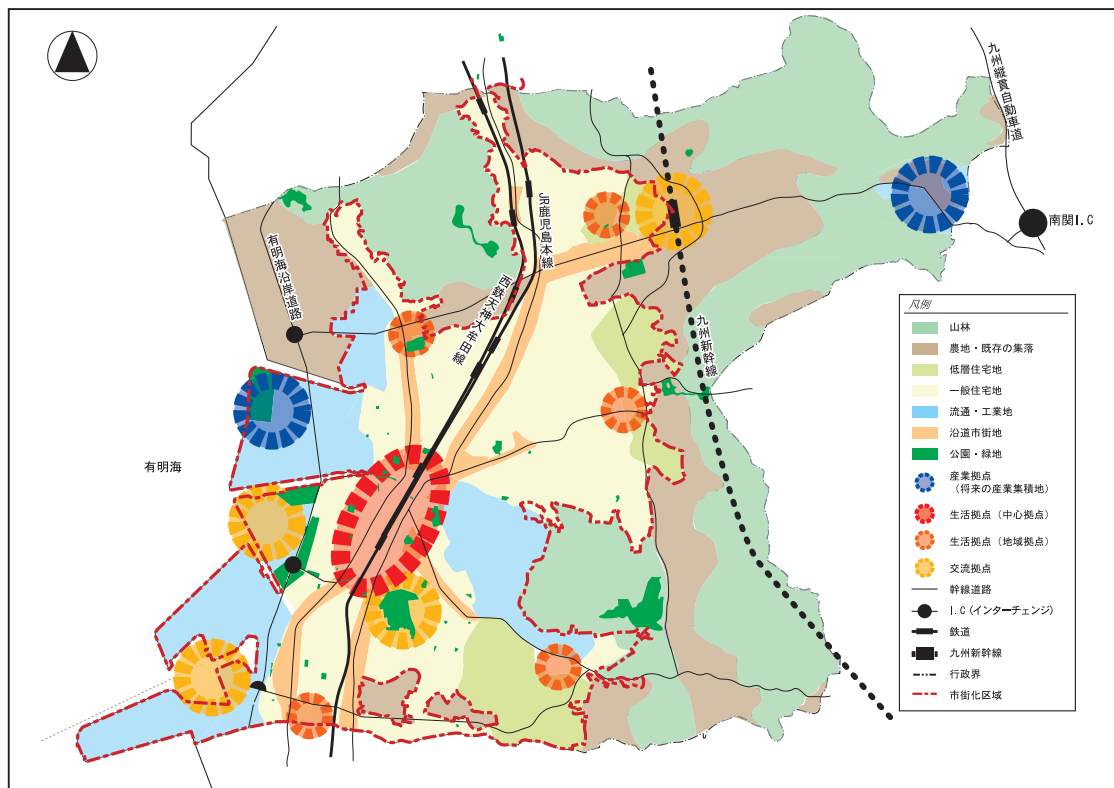 九州縦貫自動車道
南関I.C
JR鹿児島本線
西鉄天神大牟田線
有明海沿岸道路
九州新幹線
有明海
凡例
山林
農地・既存の集落
低層住宅地
一般住宅地
流通・工業地
沿道市街地
公園・緑地
産業拠点
（将来の産業集積地）
生活拠点（中心拠点）
生活拠点（地域拠点）
交流拠点
幹線道路
I.C(インターチェンジ)
鉄道
九州新幹線
行政界
市街化区域